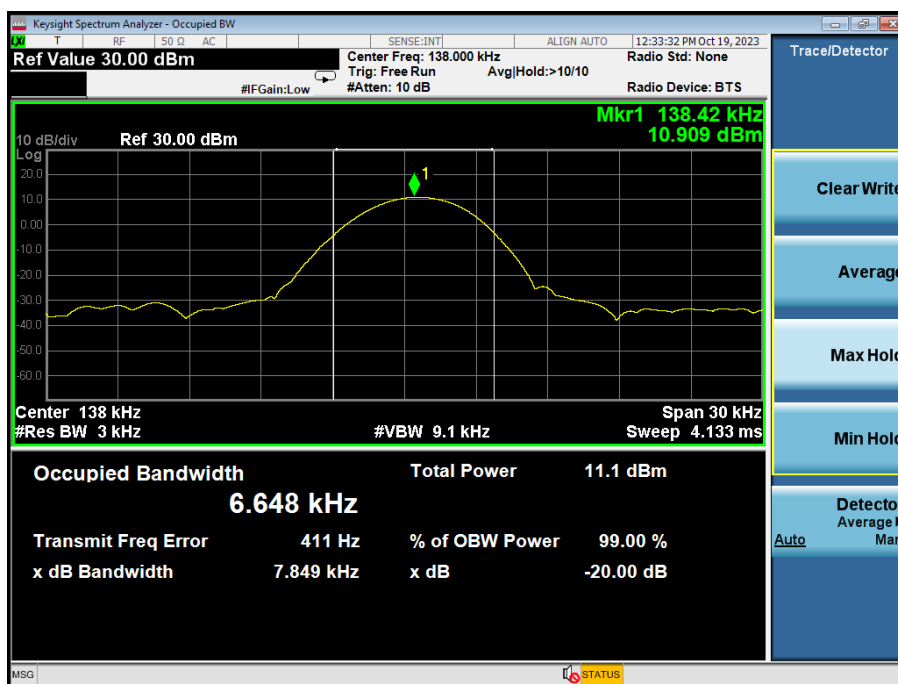 Keysight Spectrum Analyzer - Occupied BW
LXI T RF 50 Ω AC SENSE:INT ALIGN AUTO 12:33:32 PM Oct 19, 2023
Ref Value 30.00 dBm
Center Freq: 138.000 kHz Radio Std: None
Trig: Free Run Avg|Hold:>10/10
#IFGain:Low #Atten: 10 dB Radio Device: BTS
Mkr1 138.42 kHz
10.909 dBm
10 dB/div Ref 30.00 dBm
Log
20.0
10.0
0.00
-10.0
-20.0
-30.0
-40.0
-50.0
-60.0
1
Center 138 kHz Span 30 kHz
#Res BW 3 kHz #VBW 9.1 kHz Sweep 4.133 ms
Occupied Bandwidth Total Power 11.1 dBm
6.648 kHz
Transmit Freq Error 411 Hz % of OBW Power 99.00 %
x dB Bandwidth 7.849 kHz x dB -20.00 dB
Trace/Detector
Clear Write
Average
Max Hold
Min Hold
Detecto
Average
Auto Man
MSG STATUS